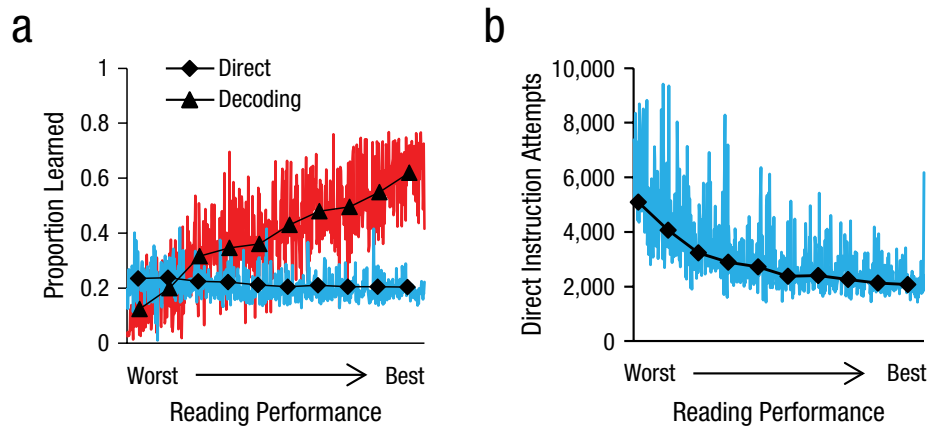 a
Proportion Learned
1
0.8
0.6
0.4
0.2
0
Direct
Decoding
Worst
Best
Reading Performance
b
Direct Instruction Attempts
10,000
8,000
6,000
4,000
2,000
0
Worst
Best
Reading Performance